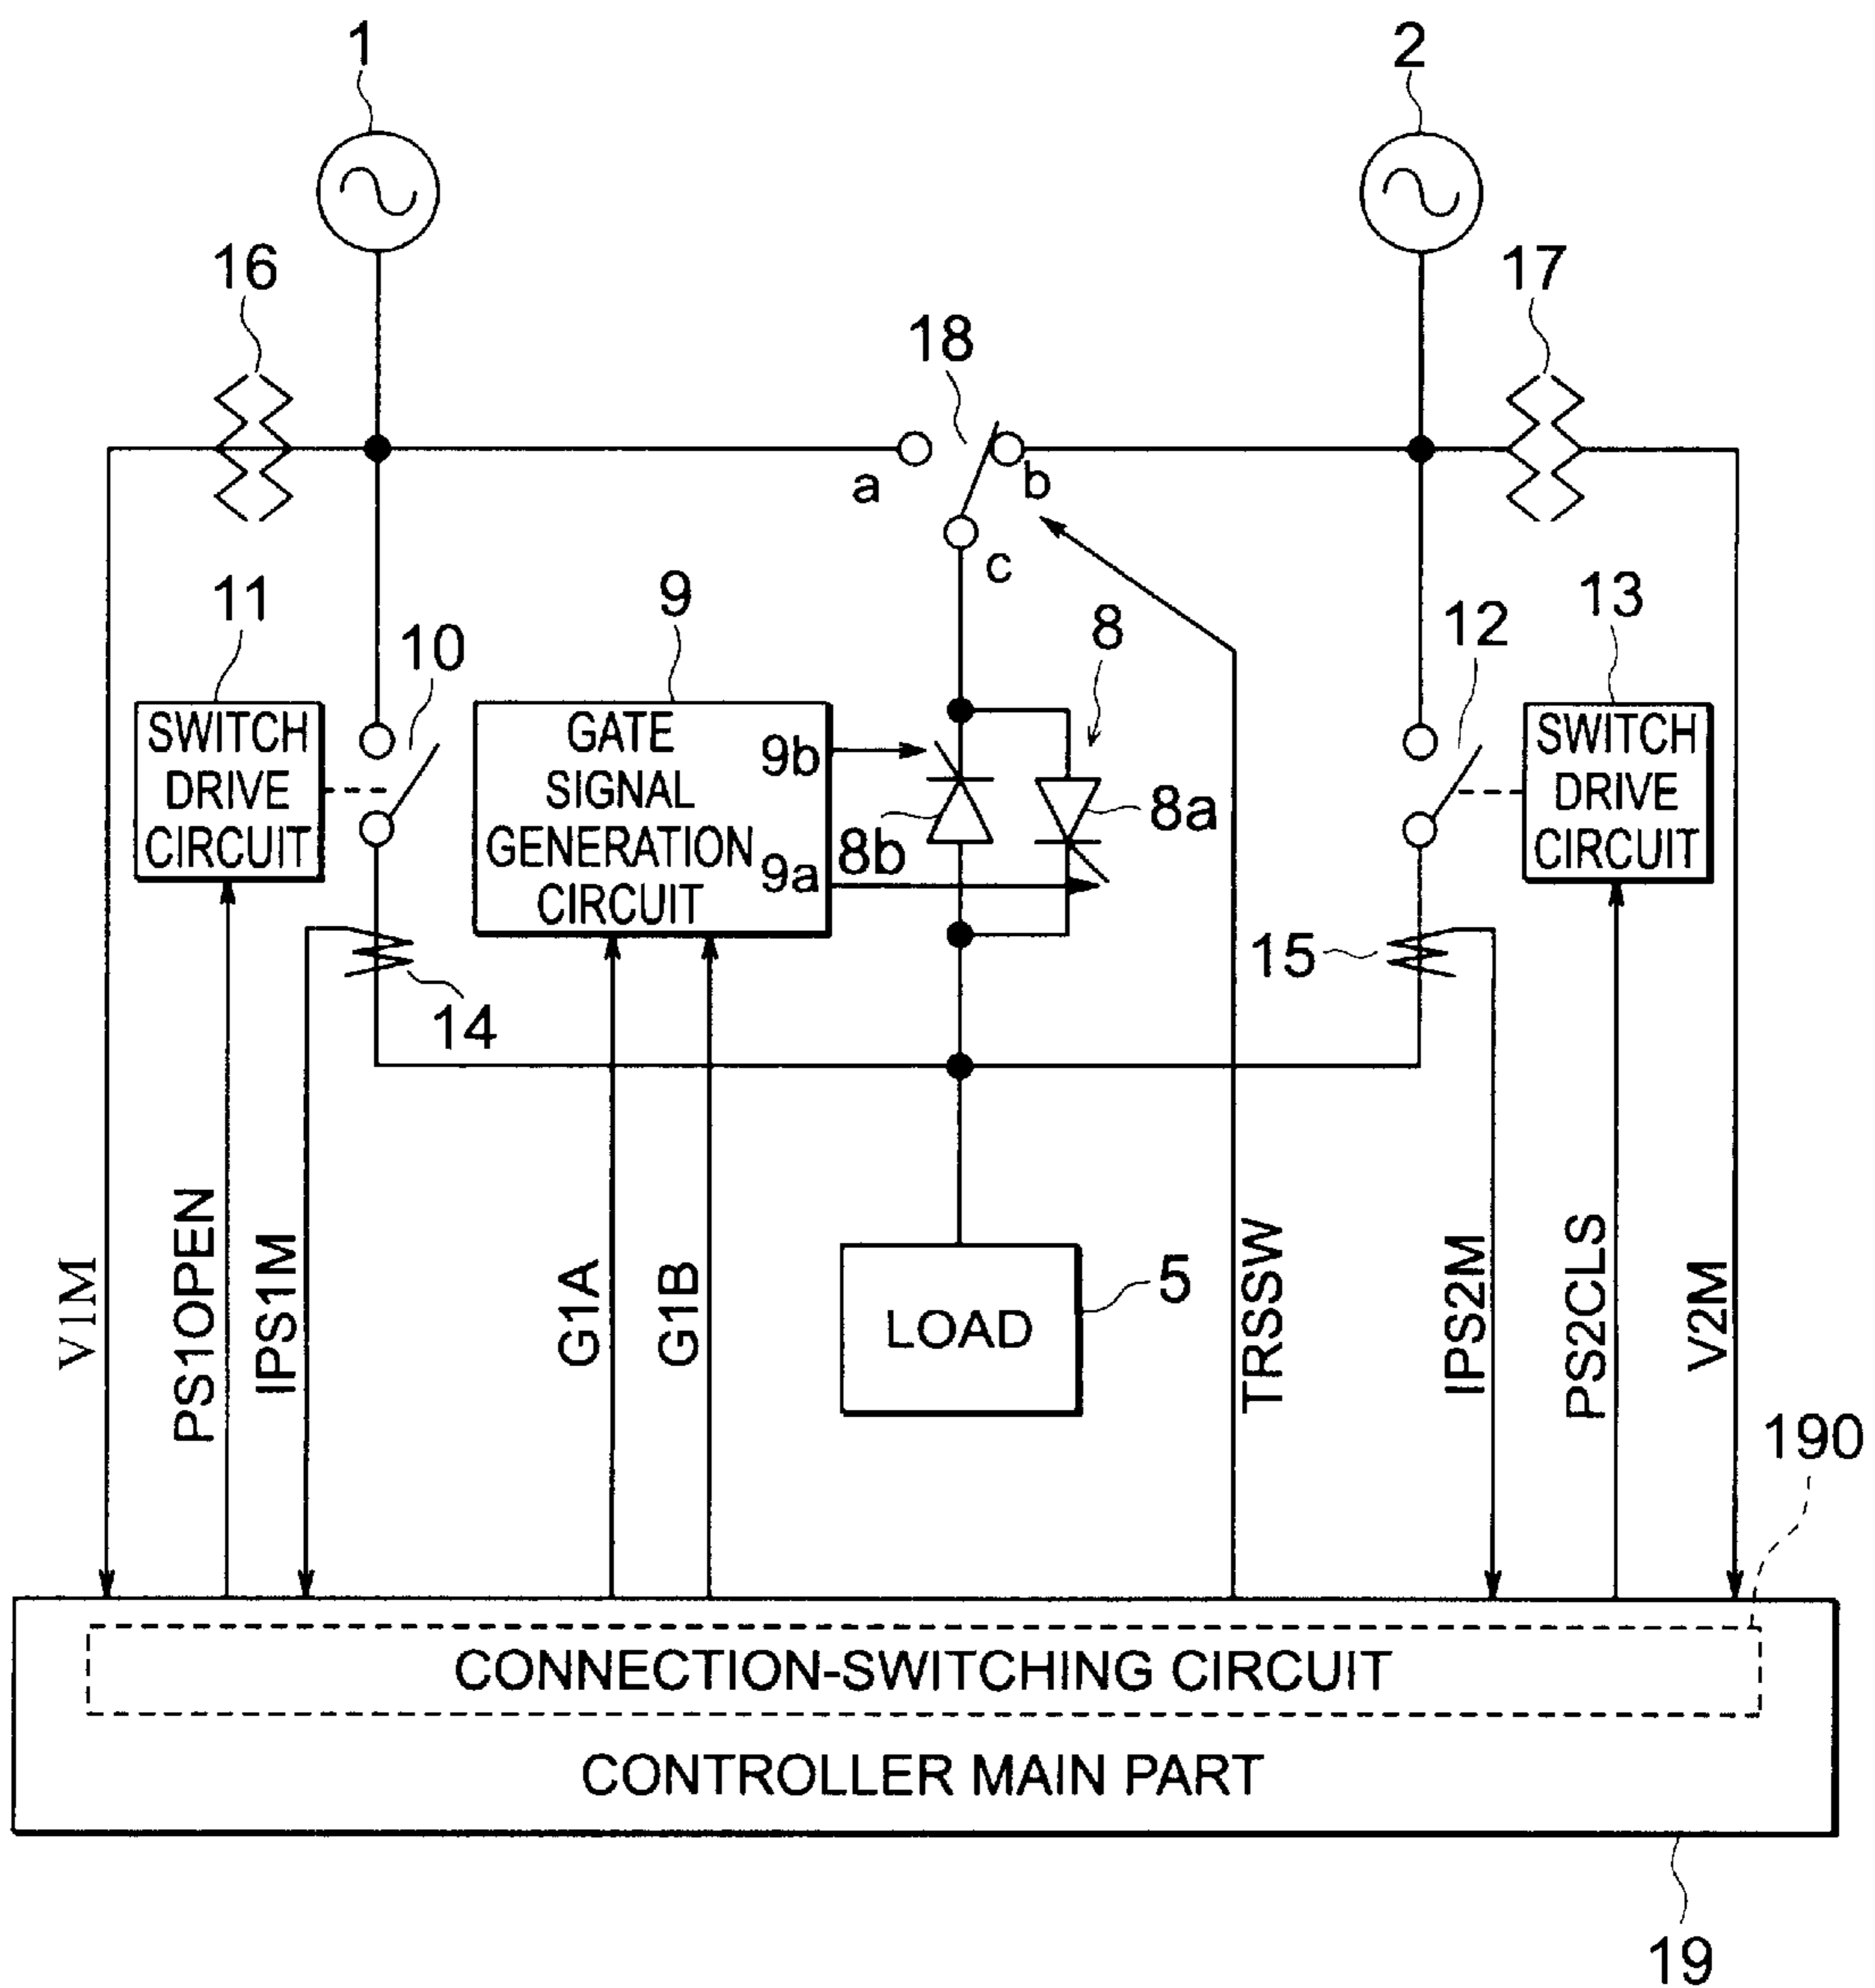 1
2
16
17
18
a
b
c
11
10
9
8
12
13
SWITCH
DRIVE
CIRCUIT
GATE
SIGNAL
GENERATION
CIRCUIT
9b
9a
8b
8a
SWITCH
DRIVE
CIRCUIT
14
15
V1M
PS1OPEN
IPS1M
G1A
G1B
LOAD
5
TRSSW
IPS2M
PS2CLS
V2M
190
CONNECTION-SWITCHING CIRCUIT
CONTROLLER MAIN PART
19